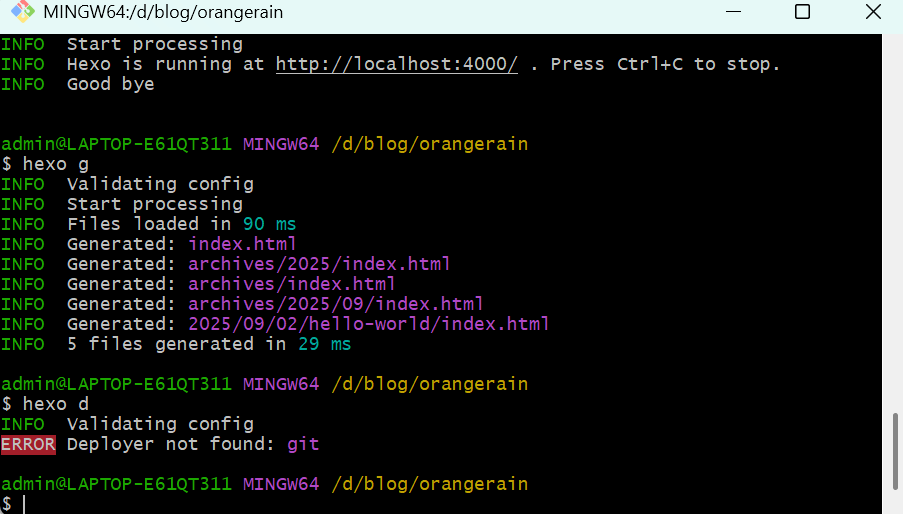 MINGW64:/d/blog/orangerain
INFO  Start processing
INFO  Hexo is running at http://localhost:4000/ . Press Ctrl+C to stop.
INFO  Good bye
admin@LAPTOP-E61QT311 MINGW64 /d/blog/orangerain
$ hexo g
INFO  Validating config
INFO  Start processing
INFO  Files loaded in 90 ms
INFO  Generated: index.html
INFO  Generated: archives/2025/index.html
INFO  Generated: archives/index.html
INFO  Generated: archives/2025/09/index.html
INFO  Generated: 2025/09/02/hello-world/index.html
INFO  5 files generated in 29 ms
admin@LAPTOP-E61QT311 MINGW64 /d/blog/orangerain
$ hexo d
INFO  Validating config
ERROR Deployer not found: git
admin@LAPTOP-E61QT311 MINGW64 /d/blog/orangerain
$